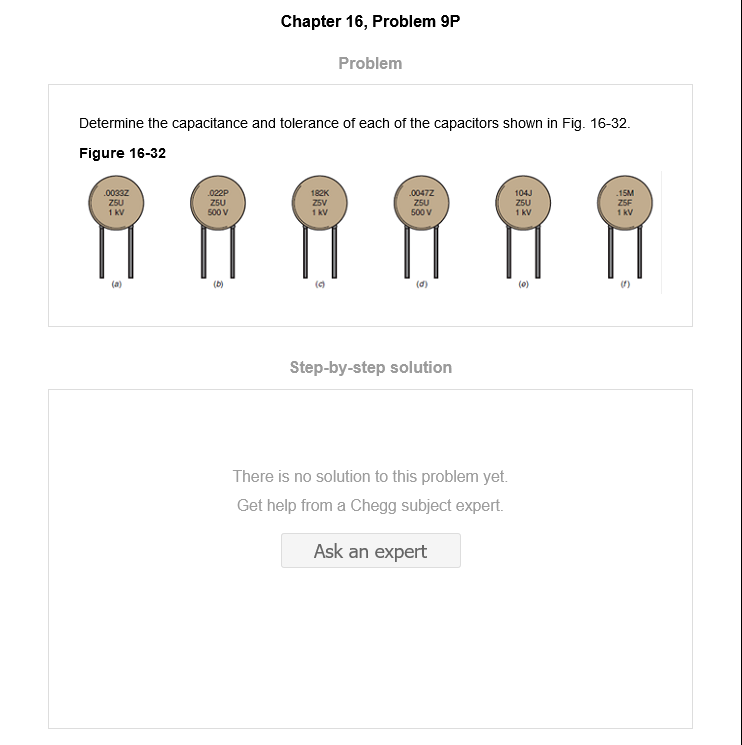 Chapter 16, Problem 9P
Problem
Determine the capacitance and tolerance of each of the capacitors shown in Fig. 16-32.
Figure 16-32
.0033Z
Z5U
1 kV
.022P
Z5U
500 V
182K
Z5V
1 kV
.0047Z
Z5U
500 V
104J
Z5U
1 kV
.15M
Z5F
1 kV
(a)
(b)
(c)
(d)
(e)
(f)
Step-by-step solution
There is no solution to this problem yet.
Get help from a Chegg subject expert.
Ask an expert